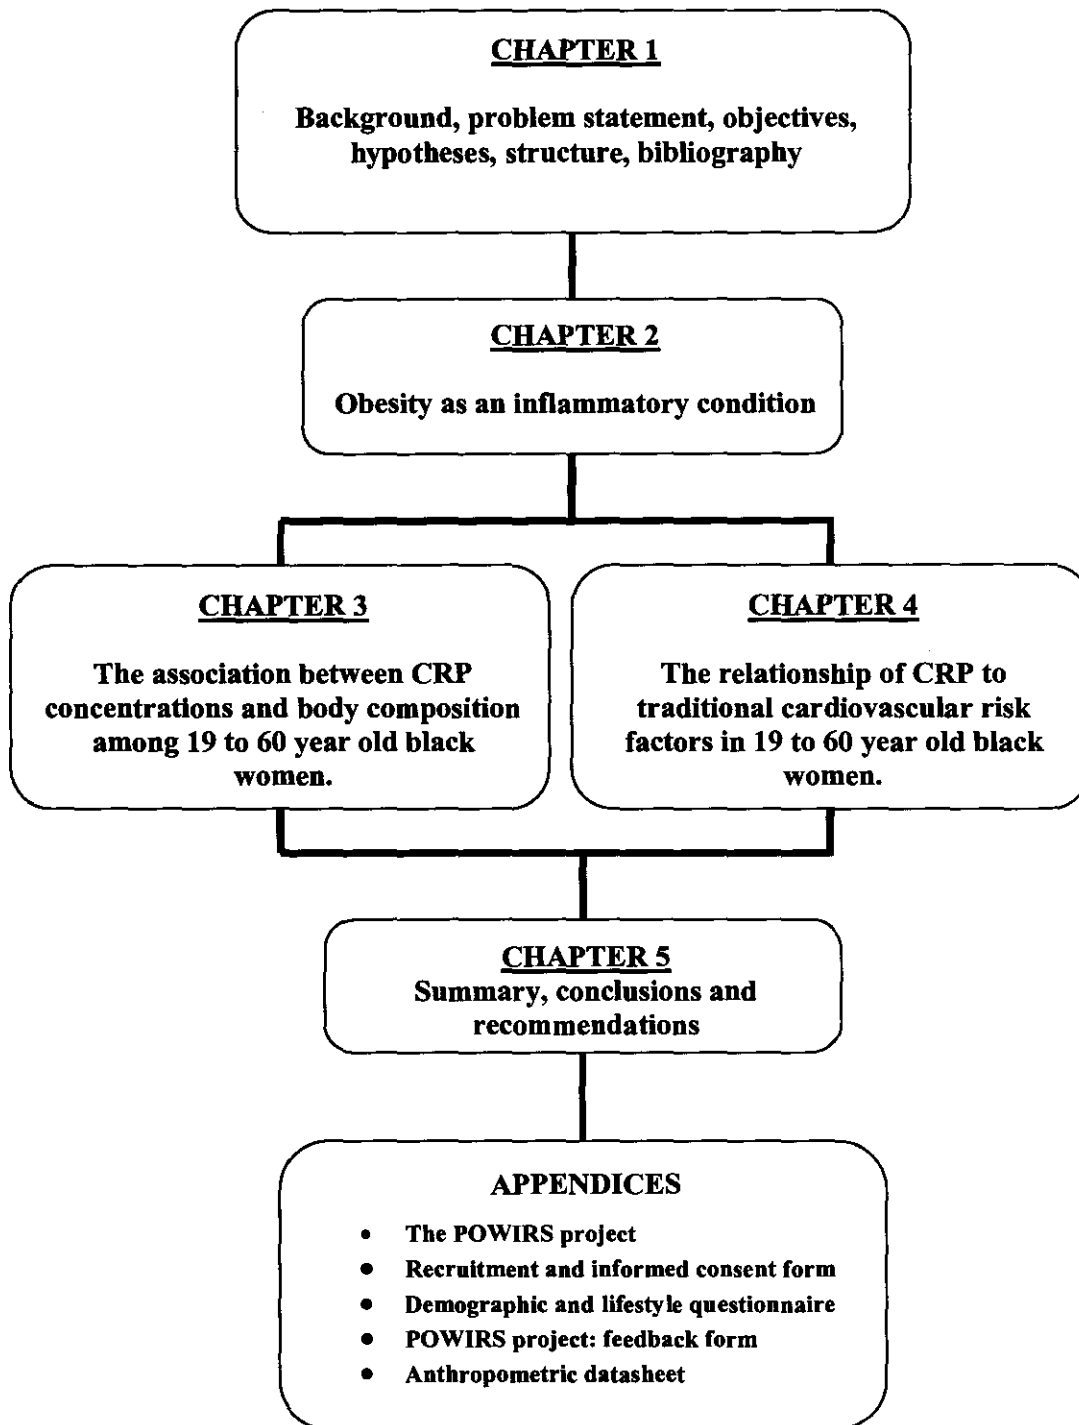 CHAPTER 1
Background, problem statement, objectives,
hypotheses, structure, bibliography
CHAPTER 2
Obesity as an inflammatory condition
CHAPTER 3
The association between CRP
concentrations and body composition
among 19 to 60 year old black
women.
CHAPTER 4
The relationship of CRP to
traditional cardiovascular risk
factors in 19 to 60 year old black
women.
CHAPTER 5
Summary, conclusions and
recommendations
APPENDICES
• The POWIRS project
• Recruitment and informed consent form
• Demographic and lifestyle questionnaire
• POWIRS project: feedback form
• Anthropometric datasheet